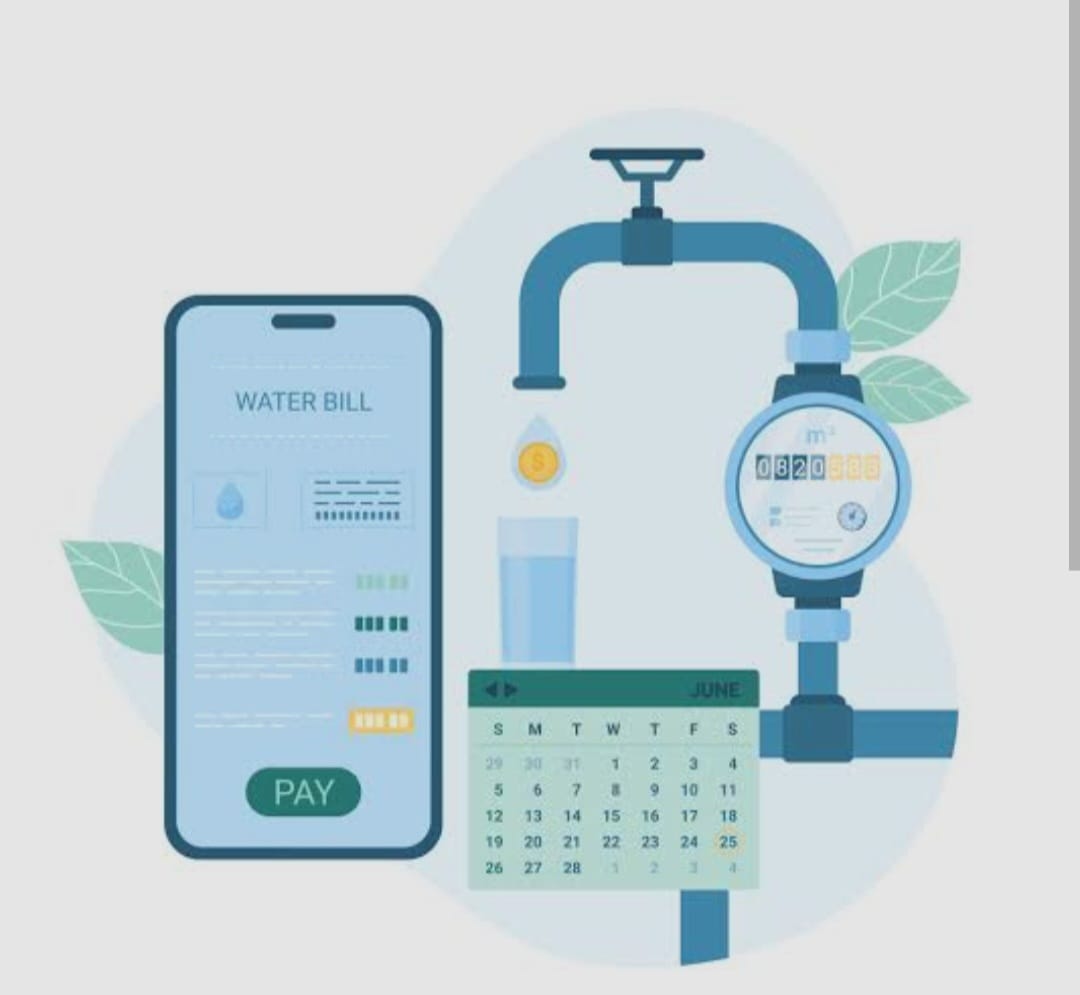 WATER BILL
PAY
$
m³
0820
JUNE
S M T W T F S
29 30 31 1 2 3 4
5 6 7 8 9 10 11
12 13 14 15 16 17 18
19 20 21 22 23 24 25
26 27 28 1 2 3 4